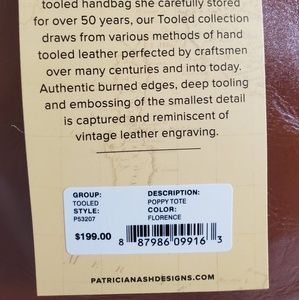 tooled handbag she carefully stored
for over 50 years, our Tooled collection
draws from various methods of hand
tooled leather perfected by craftsmen
over many centuries and into today.
Authentic burned edges, deep tooling
and embossing of the smallest detail
is captured and reminiscent of
vintage leather engraving.
GROUP: DESCRIPTION:
TOOLED POPPY TOTE
STYLE: COLOR:
P53207 FLORENCE
$199.00
8 87986 09916 3
PATRICIANASHDESIGNS.COM